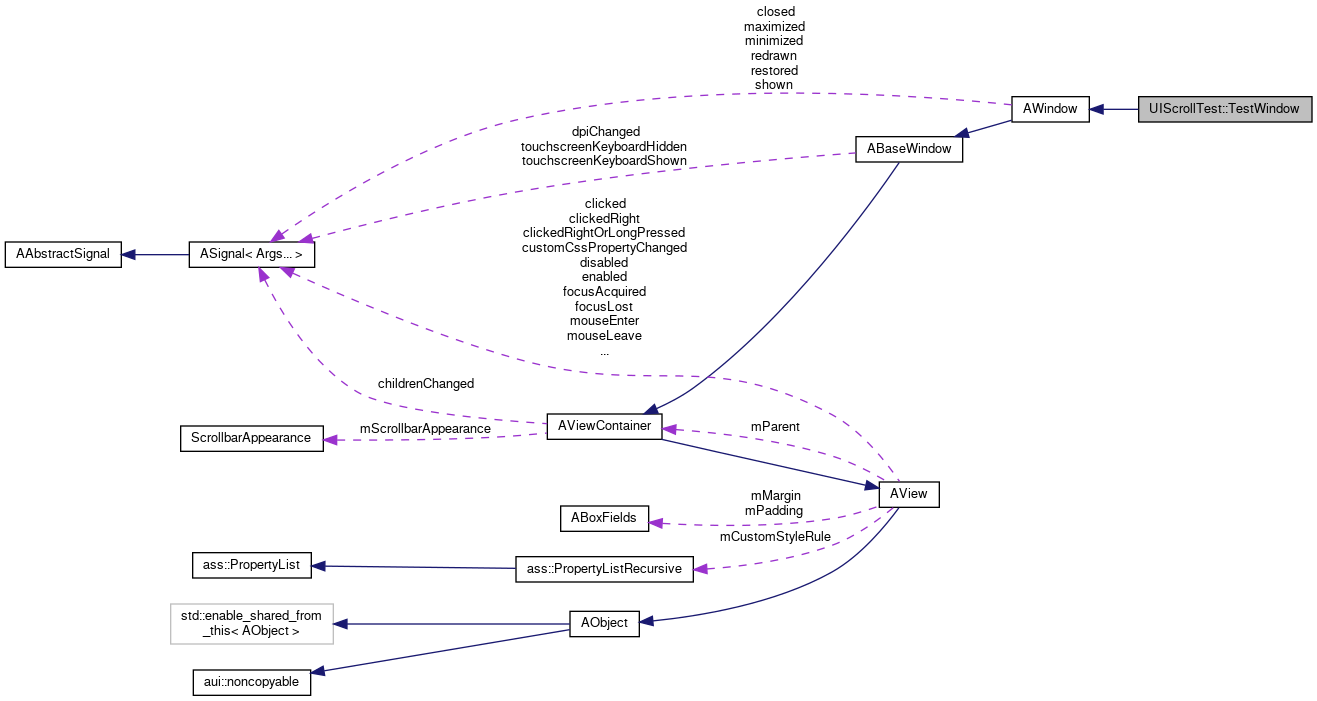 closed
maximized
minimized
redrawn
restored
shown
AWindow
UIScrollTest::TestWindow
dpiChanged
touchscreenKeyboardHidden
touchscreenKeyboardShown
ABaseWindow
clicked
clickedRight
clickedRightOrLongPressed
customCssPropertyChanged
disabled
enabled
focusAcquired
focusLost
mouseEnter
mouseLeave
...
AAbstractSignal
ASignal< Args... >
childrenChanged
ScrollbarAppearance
mScrollbarAppearance
AViewContainer
mParent
AView
mMargin
mPadding
ABoxFields
mCustomStyleRule
ass::PropertyList
ass::PropertyListRecursive
std::enable_shared_from
_this< AObject >
AObject
aui::noncopyable